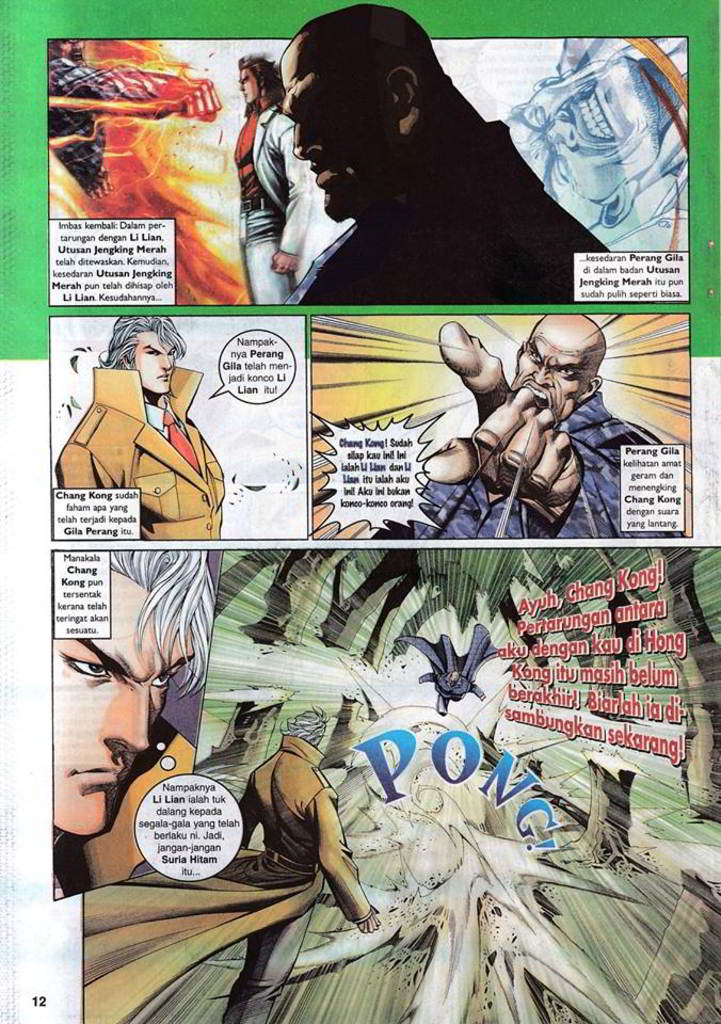 Imbas kembali: Dalam per-
tarungan dengan Li Lian,
Utusan Jengking Merah
telah ditewaskan. Kemudian,
kesedaran Utusan Jengking
Merah pun telah dihisap oleh
Li Lian. Kesudahannya...
...kesedaran Perang Gila
di dalam badan Utusan
Jengking Merah itu pun
sudah pulih seperti biasa.
Nampak-
nya Perang
Gila telah men-
jadi konco Li
Lian itu!
Chang Kong sudah
faham apa yang
telah terjadi kepada
Gila Perang itu.
Chang Kong! Sudah
silap kau ini! Ini
ialah Li Lian dan Li
Lian itu ialah aku
ini! Aku ini bukan
konco-konco orang!
Perang Gila
kelihatan amat
geram dan
menengking
Chang Kong
dengan suara
yang lantang.
Manakala
Chang
Kong pun
tersentak
kerana telah
teringat akan
sesuatu.
Ayuh, Chang Kong!
Pertarungan antara
aku dengan kau di Hong
Kong itu masih belum
berakhir! Biarlah ia di-
sambungkan sekarang!
PONG!
Nampaknya
Li Lian ialah tuk
dalang kepada
segala-gala yang telah
berlaku ni. Jadi,
jangan-jangan
Suria Hitam
itu...
12